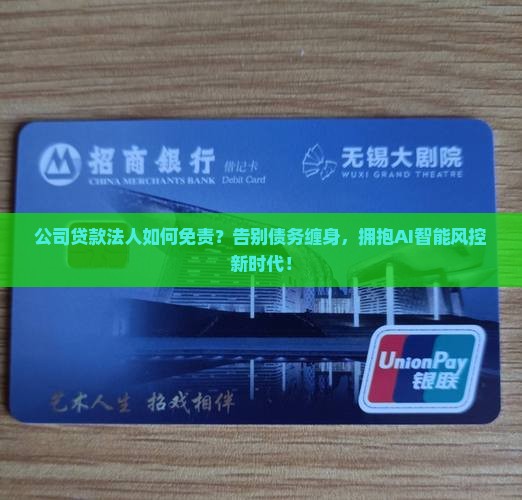 招商銀行 借记卡
CHINA MERCHANTS BANK Debit Card
无锡大剧院
WUXI GRAND THEATRE
公司贷款法人如何免责？告别债务缠身，拥抱AI智能风控
新时代！
UnionPay
银联
艺术人生 招戏相伴